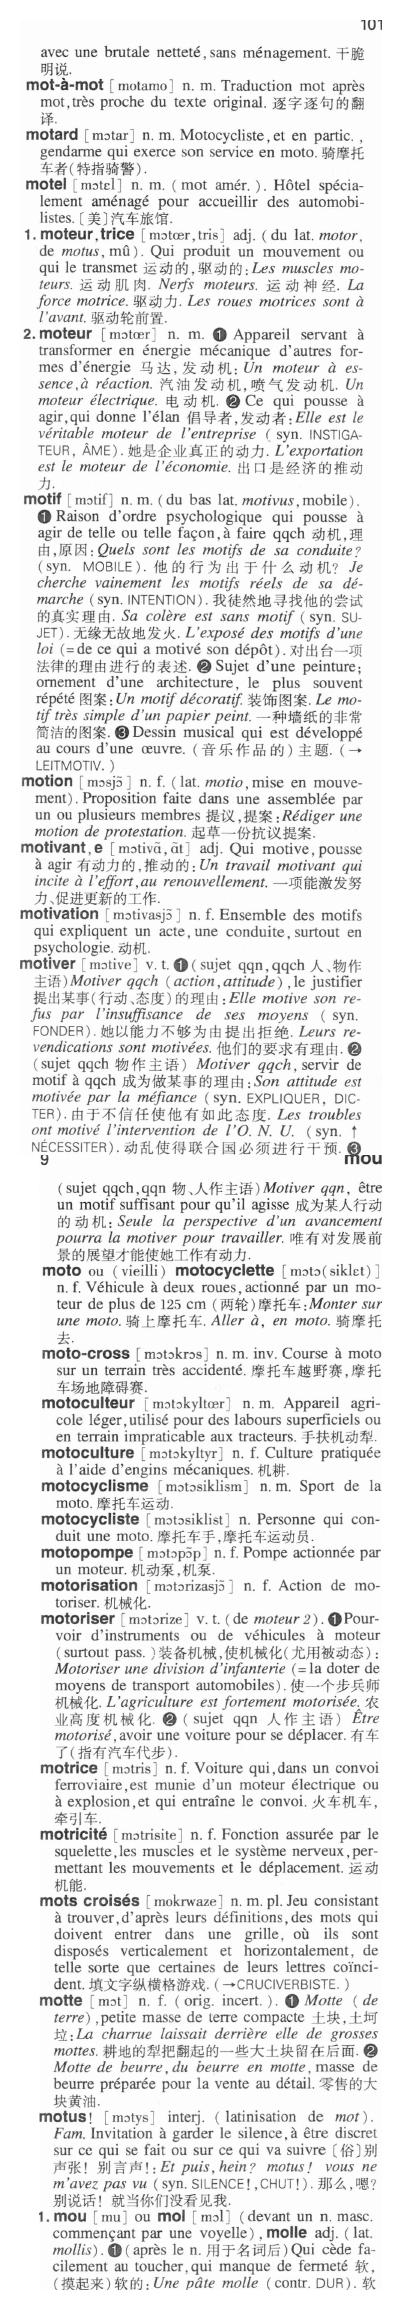 101
avec une brutale netteté, sans ménagement. 干脆
明说.
mot-à-mot [motamo] n. m. Traduction mot après
mot, très proche du texte original. 逐字逐句的翻
译.
motard [mɔtar] n. m. Motocycliste, et en partic.,
gendarme qui exerce son service en moto. 骑摩托
车者(特指骑警).
motel [mɔtɛl] n. m. (mot amér.). Hôtel spécia-
lement aménagé pour accueillir des automobi-
listes. [美]汽车旅馆.
1. moteur, trice [mɔtœr, tris] adj. (du lat. motor,
de motus, mû). Qui produit un mouvement ou
qui le transmet 运动的,驱动的: Les muscles mo-
teurs. 运动肌肉. Nerfs moteurs. 运动神经. La
force motrice. 驱动力. Les roues motrices sont à
l'avant. 驱动轮前置.
2. moteur [mɔtœr] n. m. ❶ Appareil servant à
transformer en énergie mécanique d'autres for-
mes d'énergie 马达,发动机: Un moteur à es-
sence, à réaction. 汽油发动机,喷气发动机. Un
moteur électrique. 电动机. ❷ Ce qui pousse à
agir, qui donne l'élan 倡导者,发动者: Elle est le
véritable moteur de l'entreprise (syn. INSTIGA-
TEUR, ÂME). 她是企业真正的动力. L'exportation
est le moteur de l'économie. 出口是经济的推动
力.
motif [mɔtif] n. m. (du bas lat. motivus, mobile).
❶ Raison d'ordre psychologique qui pousse à
agir de telle ou telle façon, à faire qqch 动机,理
由,原因: Quels sont les motifs de sa conduite?
(syn. MOBILE). 他的行为出于什么动机? Je
cherche vainement les motifs réels de sa dé-
marche (syn. INTENTION). 我徒然地寻找他的尝试
的真实理由. Sa colère est sans motif (syn. SU-
JET). 无缘无故地发火. L'exposé des motifs d'une
loi (= de ce qui a motivé son dépôt). 对出台一项
法律的理由进行的表述. ❷ Sujet d'une peinture;
ornement d'une architecture, le plus souvent
répété 图案: Un motif décoratif. 装饰图案. Le mo-
tif très simple d'un papier peint. 一种墙纸的非常
简洁的图案. ❸ Dessin musical qui est développé
au cours d'une œuvre. (音乐作品的)主题. (→
LEITMOTIV.)
motion [mɔsjɔ̃] n. f. (lat. motio, mise en mouve-
ment). Proposition faite dans une assemblée par
un ou plusieurs membres 提议,提案: Rédiger une
motion de protestation. 起草一份抗议提案.
motivant, e [mɔtivɑ̃, ɑ̃t] adj. Qui motive, pousse
à agir 有动力的,推动的: Un travail motivant qui
incite à l'effort, au renouvellement. 一项能激发努
力、促进更新的工作.
motivation [mɔtivasjɔ̃] n. f. Ensemble des motifs
qui expliquent un acte, une conduite, surtout en
psychologie. 动机.
motiver [mɔtive] v. t. ❶ (sujet qqn, qqch 人、物作
主语) Motiver qqch (action, attitude), le justifier
提出某事(行动、态度)的理由: Elle motive son re-
fus par l'insuffisance de ses moyens (syn.
FONDER). 她以能力不够为由提出拒绝. Leurs re-
vendications sont motivées. 他们的要求有理由. ❷
(sujet qqch 物作主语) Motiver qqch, servir de
motif à qqch 成为做某事的理由: Son attitude est
motivée par la méfiance (syn. EXPLIQUER, DIC-
TER). 由于不信任使他有如此态度. Les troubles
ont motivé l'intervention de l'O. N. U. (syn. ↑
NÉCESSITER). 动乱使得联合国必须进行干预. ❸
9 mou
(sujet qqch, qqn 物、人作主语) Motiver qqn, être
un motif suffisant pour qu'il agisse 成为某人行动
的动机: Seule la perspective d'un avancement
pourra la motiver pour travailler. 唯有对发展前
景的展望才能使她工作有动力.
moto ou (vieilli) motocyclette [mɔtɔ(siklɛt)]
n. f. Véhicule à deux roues, actionné par un mo-
teur de plus de 125 cm (两轮)摩托车: Monter sur
une moto. 骑上摩托车. Aller à, en moto. 骑摩托
去.
moto-cross [mɔtɔkrɔs] n. m. inv. Course à moto
sur un terrain très accidenté. 摩托车越野赛,摩托
车场地障碍赛.
motoculteur [mɔtɔkyltœr] n. m. Appareil agri-
cole léger, utilisé pour des labours superficiels ou
en terrain impraticable aux tracteurs. 手扶机动犁.
motoculture [mɔtɔkyltyr] n. f. Culture pratiquée
à l'aide d'engins mécaniques. 机耕.
motocyclisme [mɔtɔsiklism] n. m. Sport de la
moto. 摩托车运动.
motocycliste [mɔtɔsiklist] n. Personne qui con-
duit une moto. 摩托车手,摩托车运动员.
motopompe [mɔtɔpɔ̃p] n. f. Pompe actionnée par
un moteur. 机动泵,机泵.
motorisation [mɔtɔrizasjɔ̃] n. f. Action de mo-
toriser. 机械化.
motoriser [mɔtɔrize] v. t. (de moteur 2). ❶ Pour-
voir d'instruments ou de véhicules à moteur
(surtout pass.) 装备机械,使机械化(尤用被动态):
Motoriser une division d'infanterie (= la doter de
moyens de transport automobiles). 使一个步兵师
机械化. L'agriculture est fortement motorisée. 农
业高度机械化. ❷ (sujet qqn 人作主语) Être
motorisé, avoir une voiture pour se déplacer. 有车
了(指有汽车代步).
motrice [mɔtris] n. f. Voiture qui, dans un convoi
ferroviaire, est munie d'un moteur électrique ou
à explosion, et qui entraîne le convoi. 火车机车,
牵引车.
motricité [mɔtrisite] n. f. Fonction assurée par le
squelette, les muscles et le système nerveux, per-
mettant les mouvements et le déplacement. 运动
机能.
mots croisés [mokrwaze] n. m. pl. Jeu consistant
à trouver, d'après leurs définitions, des mots qui
doivent entrer dans une grille, où ils sont
disposés verticalement et horizontalement, de
telle sorte que certaines de leurs lettres coïnci-
dent. 填文字纵横格游戏. (→CRUCIVERBISTE.)
motte [mɔt] n. f. (orig. incert.). ❶ Motte (de
terre), petite masse de terre compacte 土块,土坷
垃: La charrue laissait derrière elle de grosses
mottes. 耕地的犁把翻起的一些大土块留在后面. ❷
Motte de beurre, du beurre en motte, masse de
beurre préparée pour la vente au détail. 零售的大
块黄油.
motus! [mɔtys] interj. (latinisation de mot).
Fam. Invitation à garder le silence, à être discret
sur ce qui se fait ou sur ce qui va suivre [俗]别
声张! 别言声!: Et puis, hein? motus! vous ne
m'avez pas vu (syn. SILENCE!, CHUT!). 那么,嗯?
别说话! 就当你们没看见我.
1. mou [mu] ou mol [mɔl] (devant un n. masc.
commençant par une voyelle), molle adj. (lat.
mollis). ❶ (après le n. 用于名词后) Qui cède fa-
cilement au toucher, qui manque de fermeté 软,
(摸起来)软的: Une pâte molle (contr. DUR). 软